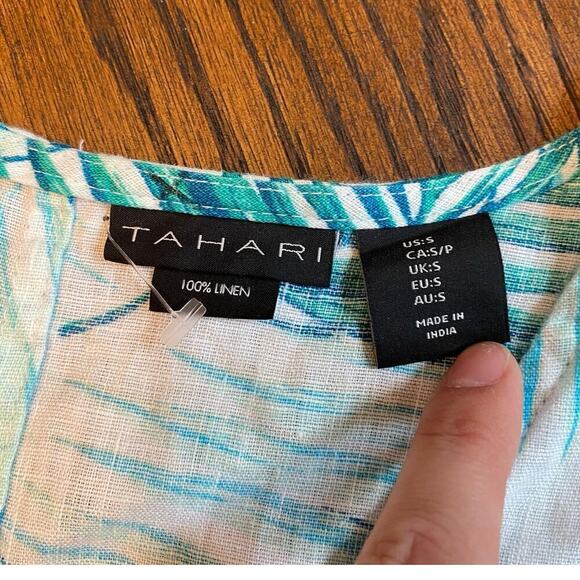 TAHARI
100% LINEN
US:S
CA:S/P
UK:S
EU:S
AU:S
MADE IN
INDIA